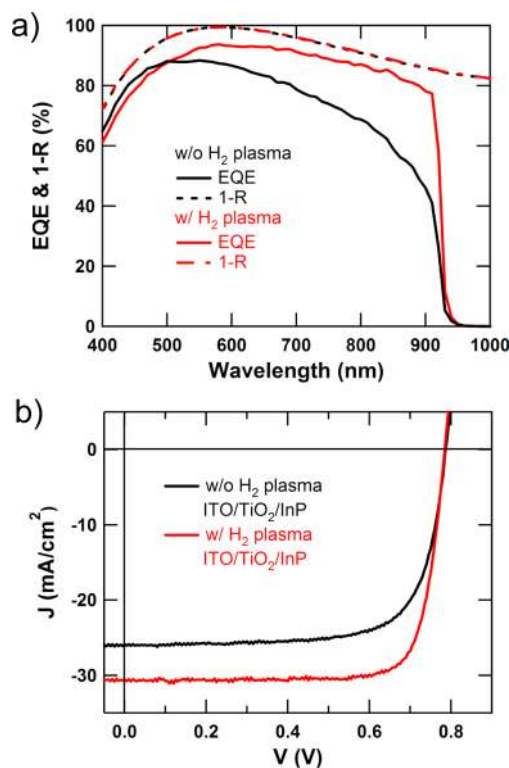 a)
100
80
60
40
20
0
EQE & 1-R (%)
w/o H₂ plasma
EQE
1-R
w/ H₂ plasma
EQE
1-R
400 500 600 700 800 900 1000
Wavelength (nm)
b)
0
-10
-20
-30
J (mA/cm²)
w/o H₂ plasma
ITO/TiO₂/InP
w/ H₂ plasma
ITO/TiO₂/InP
0.0 0.2 0.4 0.6 0.8
V (V)